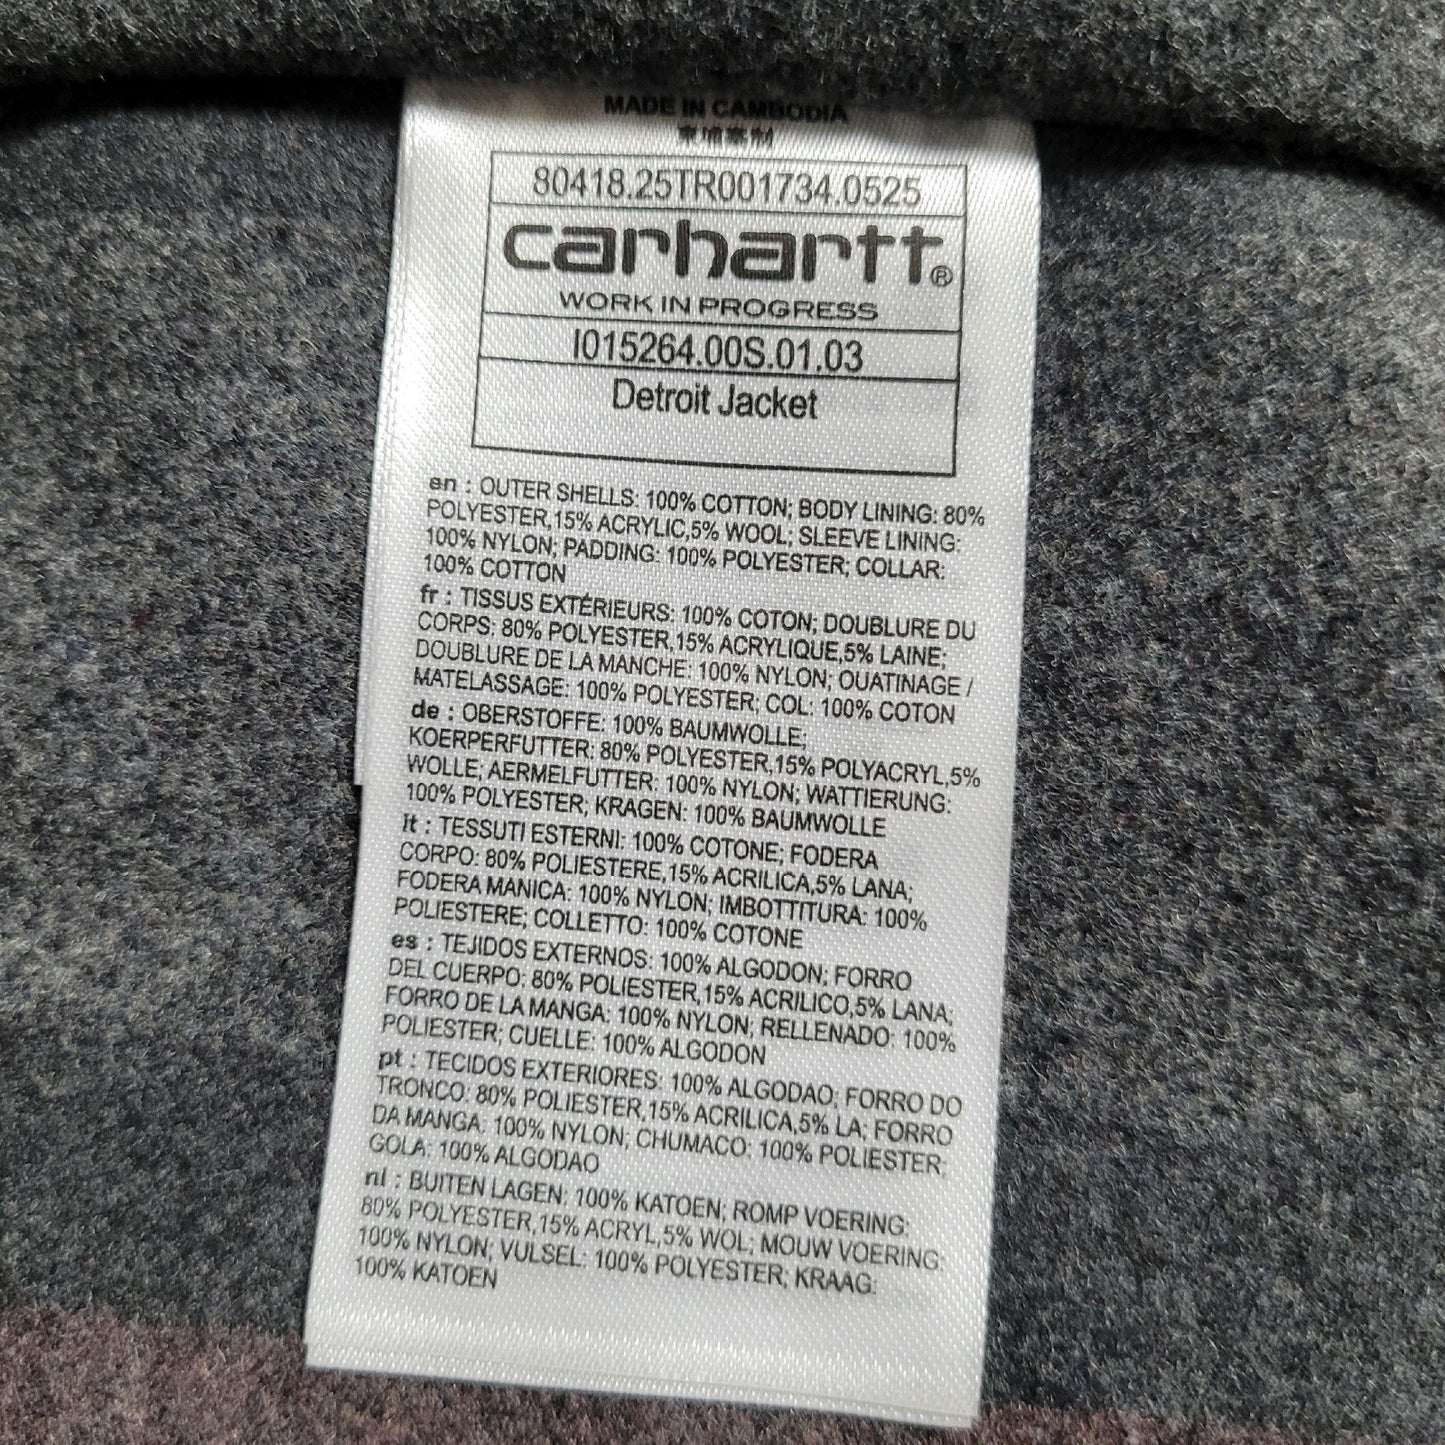 MADE IN CAMBODIA
柬埔寨制
80418.25TR001734.0525
carhartt®
WORK IN PROGRESS
I015264.00S.01.03
Detroit Jacket
en : OUTER SHELLS: 100% COTTON; BODY LINING: 80%
POLYESTER,15% ACRYLIC,5% WOOL; SLEEVE LINING:
100% NYLON; PADDING: 100% POLYESTER; COLLAR:
100% COTTON
fr : TISSUS EXTÉRIEURS: 100% COTON; DOUBLURE DU
CORPS: 80% POLYESTER,15% ACRYLIQUE,5% LAINE;
DOUBLURE DE LA MANCHE: 100% NYLON; OUATINAGE /
MATELASSAGE: 100% POLYESTER; COL: 100% COTON
de : OBERSTOFFE: 100% BAUMWOLLE;
KOERPERFUTTER: 80% POLYESTER,15% POLYACRYL,5%
WOLLE; AERMELFUTTER: 100% NYLON; WATTIERUNG:
100% POLYESTER; KRAGEN: 100% BAUMWOLLE
it : TESSUTI ESTERNI: 100% COTONE; FODERA
CORPO: 80% POLIESTERE,15% ACRILICA,5% LANA;
FODERA MANICA: 100% NYLON; IMBOTTITURA: 100%
POLIESTERE; COLLETTO: 100% COTONE
es : TEJIDOS EXTERNOS: 100% ALGODON; FORRO
DEL CUERPO: 80% POLIESTER,15% ACRILICO,5% LANA;
FORRO DE LA MANGA: 100% NYLON; RELLENADO: 100%
POLIESTER; CUELLE: 100% ALGODON
pt : TECIDOS EXTERIORES: 100% ALGODAO; FORRO DO
TRONCO: 80% POLIESTER,15% ACRILICA,5% LA; FORRO
DA MANGA: 100% NYLON; CHUMACO: 100% POLIESTER;
GOLA: 100% ALGODAO
nl : BUITEN LAGEN: 100% KATOEN; ROMP VOERING:
80% POLYESTER,15% ACRYL,5% WOL; MOUW VOERING:
100% NYLON; VULSEL: 100% POLYESTER; KRAAG:
100% KATOEN